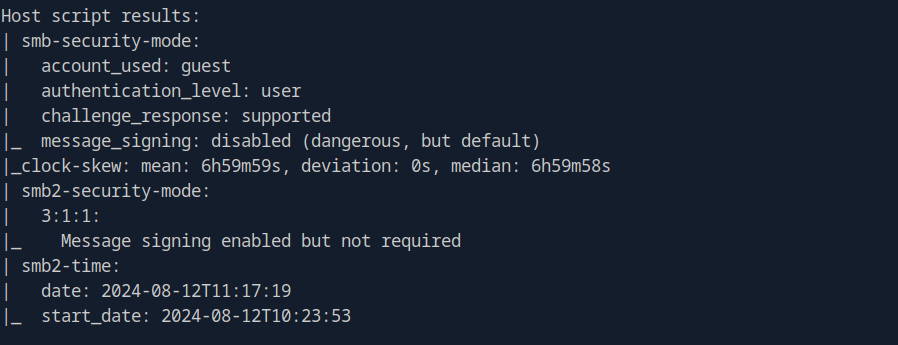 Host script results:
| smb-security-mode:
|   account_used: guest
|   authentication_level: user
|   challenge_response: supported
|_  message_signing: disabled (dangerous, but default)
|_clock-skew: mean: 6h59m59s, deviation: 0s, median: 6h59m58s
| smb2-security-mode:
|   3:1:1:
|_    Message signing enabled but not required
| smb2-time:
|   date: 2024-08-12T11:17:19
|_  start_date: 2024-08-12T10:23:53